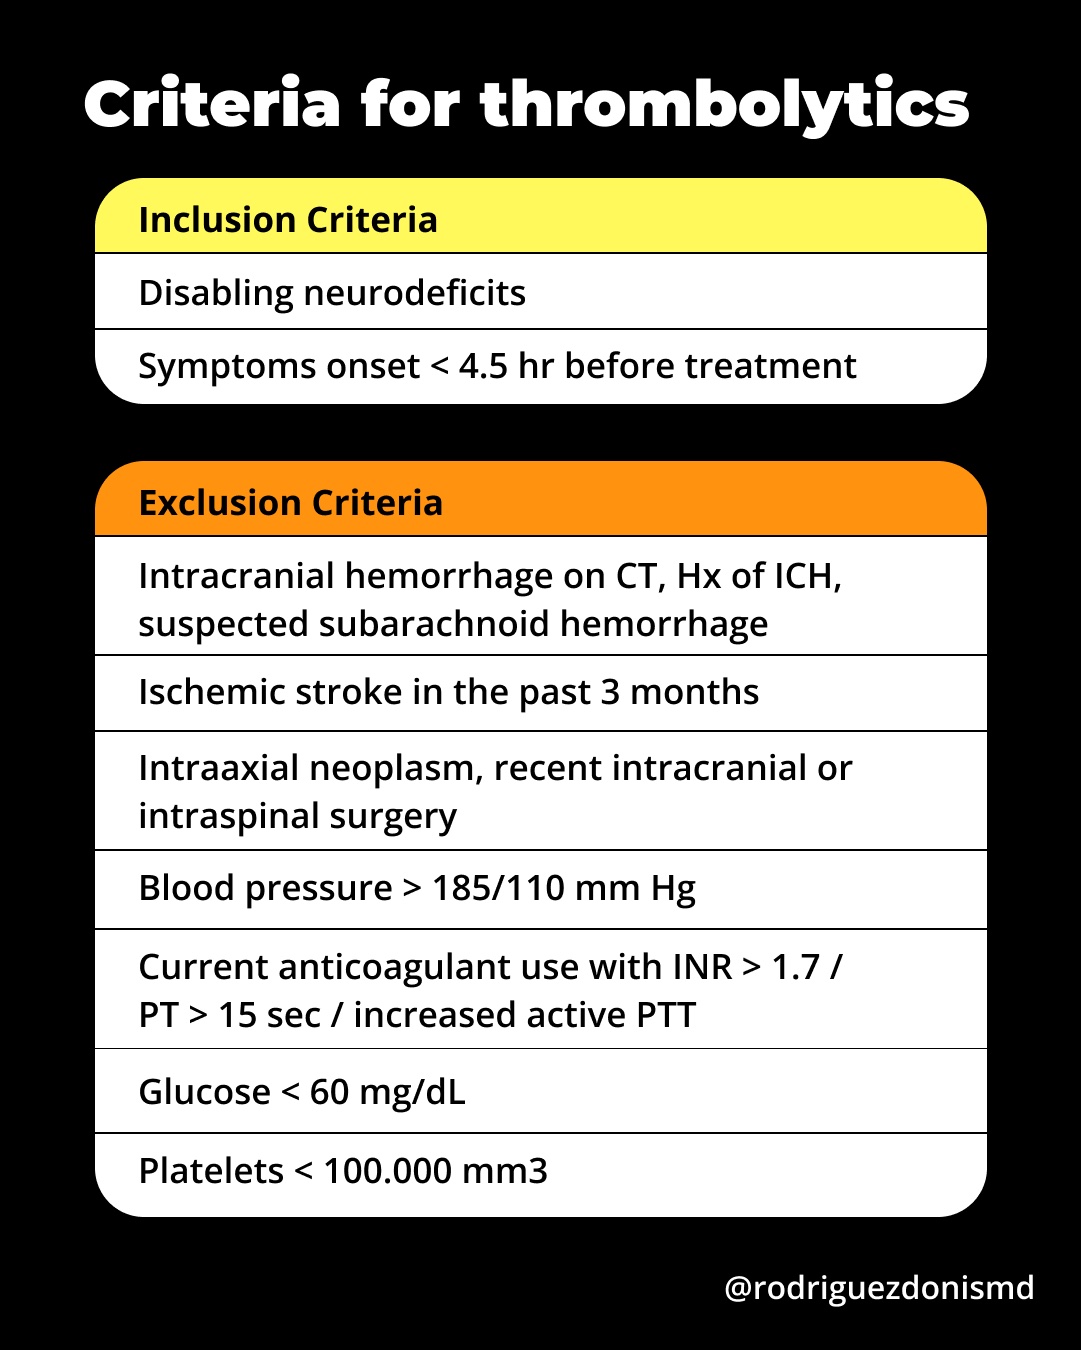 Criteria for thrombolytics
Inclusion Criteria
Disabling neurodeficits
Symptoms onset < 4.5 hr before treatment
Exclusion Criteria
Intracranial hemorrhage on CT, Hx of ICH,
suspected subarachnoid hemorrhage
Ischemic stroke in the past 3 months
Intraaxial neoplasm, recent intracranial or
intraspinal surgery
Blood pressure > 185/110 mm Hg
Current anticoagulant use with INR > 1.7 /
PT > 15 sec / increased active PTT
Glucose < 60 mg/dL
Platelets < 100.000 mm3
@rodriguezdonismd